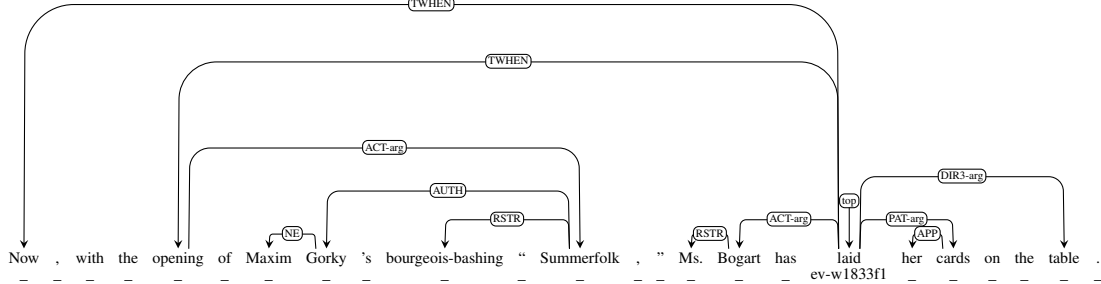 TWHEN
TWHEN
ACT-arg
DIR3-arg
AUTH
top
RSTR ACT-arg PAT-arg
NE RSTR APP
Now , with the opening of Maxim Gorky 's bourgeois-bashing “ Summerfolk , ” Ms. Bogart has laid her cards on the table .
_ _ _ _ _ _ _ _ _ _ _ _ _ _ _ _ _ ev-w1833f1 _ _ _ _ _ _